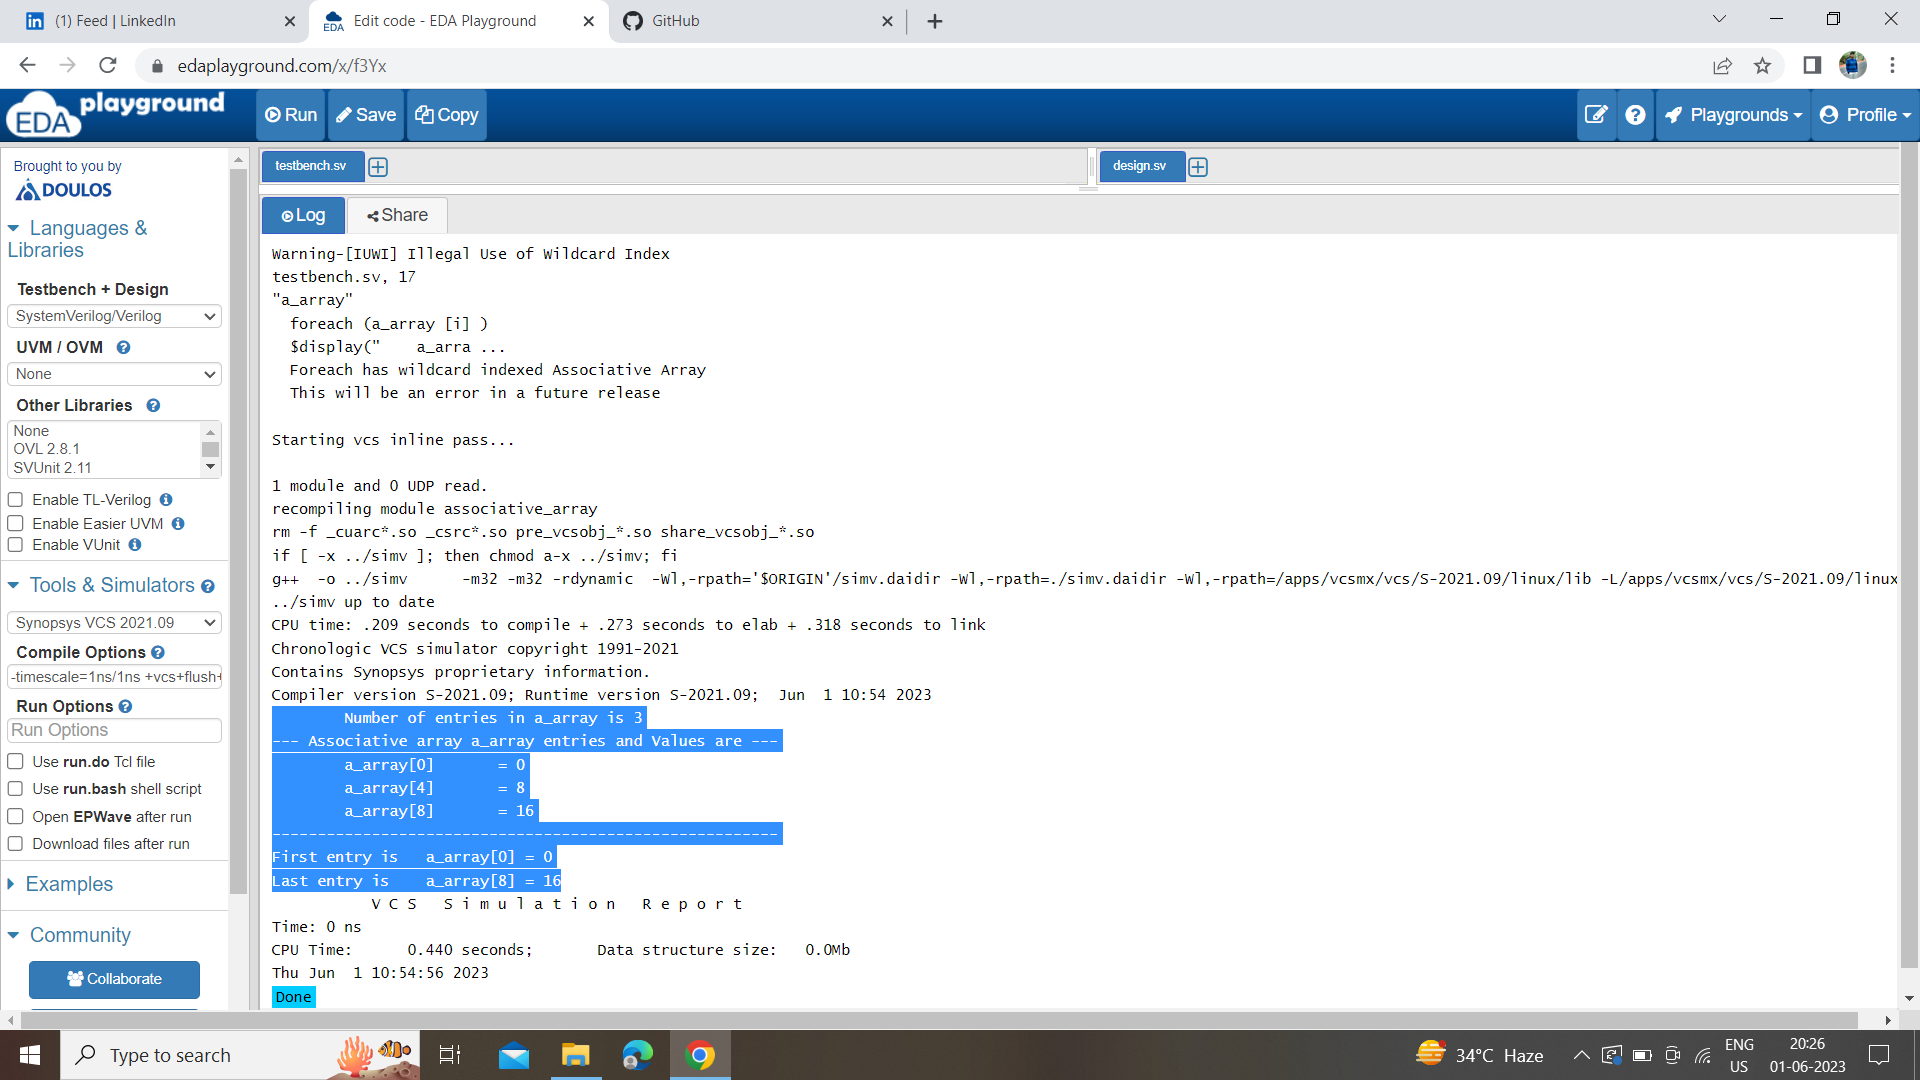 (1) Feed | LinkedIn
Edit code - EDA Playground
GitHub
edaplayground.com/x/f3Yx
EDA playground
Run
Save
Copy
Playgrounds
Profile
Brought to you by
DOULOS
Languages &
Libraries
Testbench + Design
SystemVerilog/Verilog
UVM / OVM
None
Other Libraries
None
OVL 2.8.1
SVUnit 2.11
Enable TL-Verilog
Enable Easier UVM
Enable VUnit
Tools & Simulators
Synopsys VCS 2021.09
Compile Options
-timescale=1ns/1ns +vcs+flush+
Run Options
Run Options
Use run.do Tcl file
Use run.bash shell script
Open EPWave after run
Download files after run
Examples
Community
Collaborate
testbench.sv
design.sv
Log
Share
Warning-[IUWI] Illegal Use of Wildcard Index
testbench.sv, 17
"a_array"
  foreach (a_array [i] )
  $display("    a_arra ...
  Foreach has wildcard indexed Associative Array
  This will be an error in a future release
Starting vcs inline pass...
1 module and 0 UDP read.
recompiling module associative_array
rm -f _cuarc*.so _csrc*.so pre_vcsobj_*.so share_vcsobj_*.so
if [ -x ../simv ]; then chmod a-x ../simv; fi
g++  -o ../simv      -m32 -m32 -rdynamic  -Wl,-rpath='$ORIGIN'/simv.daidir -Wl,-rpath=./simv.daidir -Wl,-rpath=/apps/vcsmx/vcs/S-2021.09/linux/lib -L/apps/vcsmx/vcs/S-2021.09/linux
../simv up to date
CPU time: .209 seconds to compile + .273 seconds to elab + .318 seconds to link
Chronologic VCS simulator copyright 1991-2021
Contains Synopsys proprietary information.
Compiler version S-2021.09; Runtime version S-2021.09;  Jun  1 10:54 2023
        Number of entries in a_array is 3
--- Associative array a_array entries and Values are ---
        a_array[0]       = 0
        a_array[4]       = 8
        a_array[8]       = 16
--------------------------------------------------------
First entry is   a_array[0] = 0
Last entry is    a_array[8] = 16
           V C S   S i m u l a t i o n   R e p o r t
Time: 0 ns
CPU Time:      0.440 seconds;       Data structure size:   0.0Mb
Thu Jun  1 10:54:56 2023
Done
Type to search
34°C Haze
ENG
US
20:26
01-06-2023